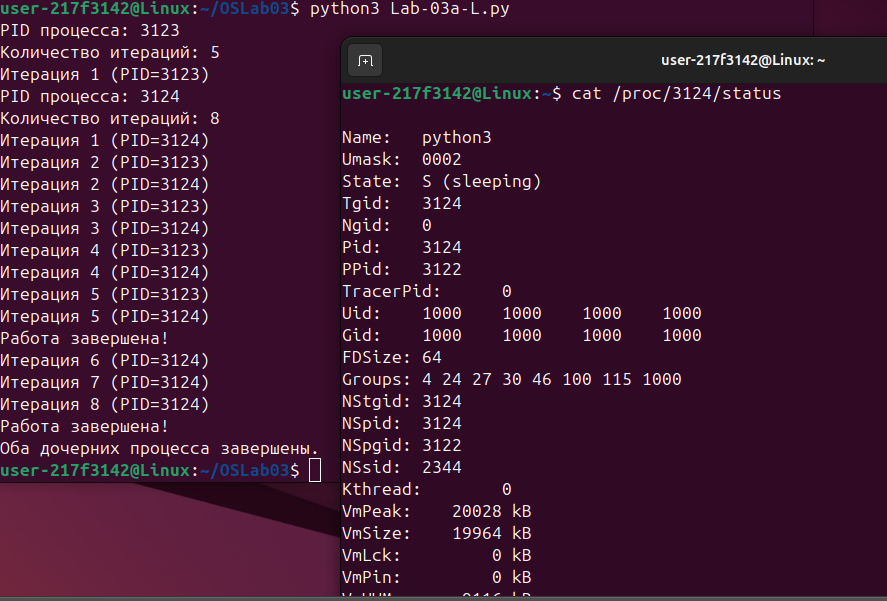 user-217f3142@Linux:~/OSLab03$ python3 Lab-03a-L.py
PID процесса: 3123
Количество итераций: 5
Итерация 1 (PID=3123)
PID процесса: 3124
Количество итераций: 8
Итерация 1 (PID=3124)
Итерация 2 (PID=3123)
Итерация 2 (PID=3124)
Итерация 3 (PID=3123)
Итерация 3 (PID=3124)
Итерация 4 (PID=3123)
Итерация 4 (PID=3124)
Итерация 5 (PID=3123)
Итерация 5 (PID=3124)
Работа завершена!
Итерация 6 (PID=3124)
Итерация 7 (PID=3124)
Итерация 8 (PID=3124)
Работа завершена!
Оба дочерних процесса завершены.
user-217f3142@Linux:~/OSLab03$
user-217f3142@Linux: ~
user-217f3142@Linux:~$ cat /proc/3124/status
Name: python3
Umask: 0002
State: S (sleeping)
Tgid: 3124
Ngid: 0
Pid: 3124
PPid: 3122
TracerPid: 0
Uid: 1000 1000 1000 1000
Gid: 1000 1000 1000 1000
FDSize: 64
Groups: 4 24 27 30 46 100 115 1000
NStgid: 3124
NSpid: 3124
NSpgid: 3122
NSsid: 2344
Kthread: 0
VmPeak: 20028 kB
VmSize: 19964 kB
VmLck: 0 kB
VmPin: 0 kB